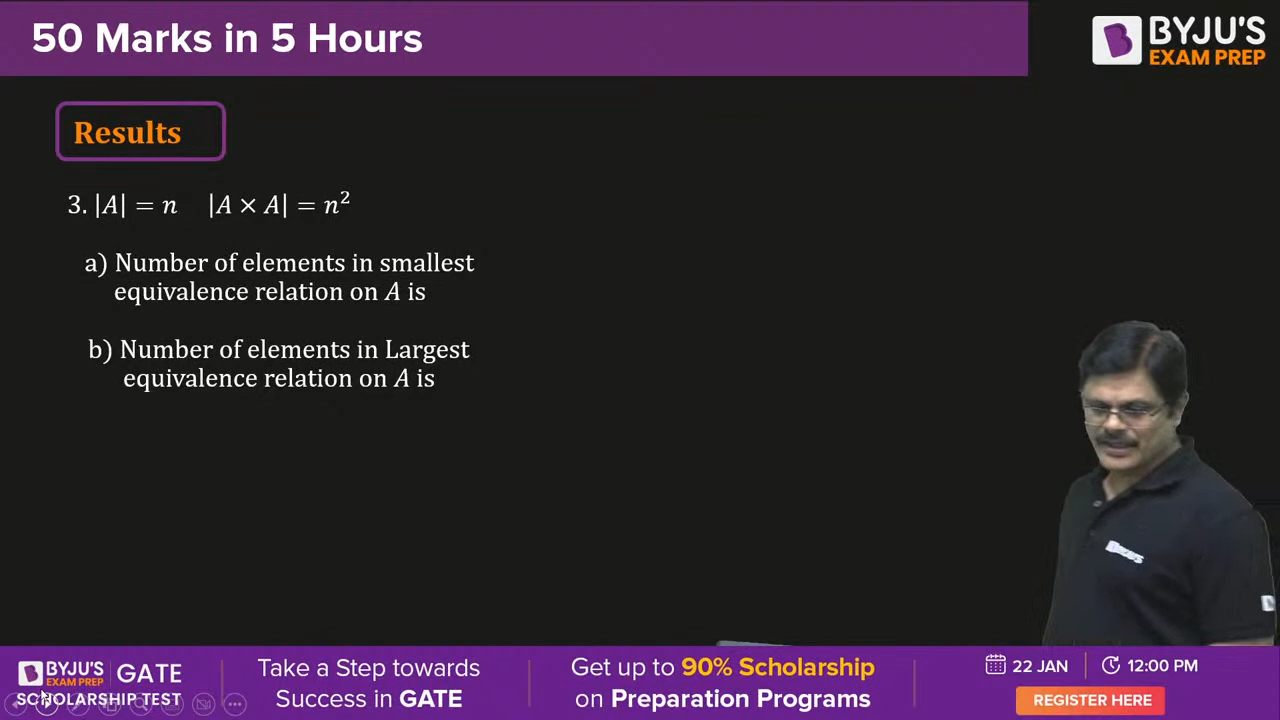 50 Marks in 5 Hours
BYJU'S
EXAM PREP
Results
3. |A| = n |A × A| = n²
a) Number of elements in smallest
equivalence relation on A is
b) Number of elements in Largest
equivalence relation on A is
BYJU'S
EXAM PREP
GATE
SCHOLARSHIP TEST
Take a Step towards
Success in GATE
Get up to 90% Scholarship
on Preparation Programs
22 JAN
12:00 PM
REGISTER HERE